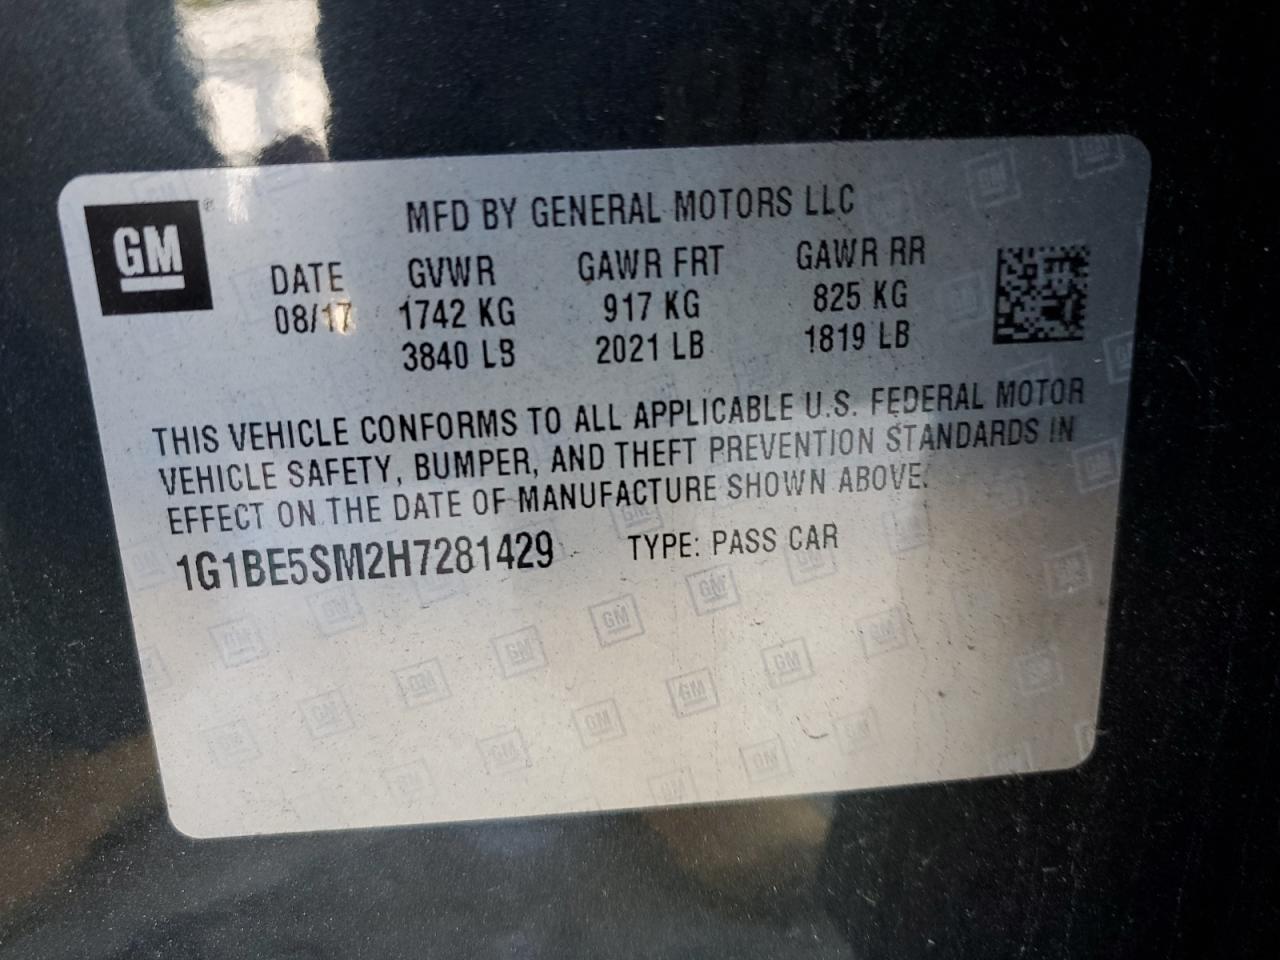 GM
MFD BY GENERAL MOTORS LLC
DATE GVWR GAWR FRT GAWR RR
08/17 1742 KG 917 KG 825 KG
3840 LB 2021 LB 1819 LB
THIS VEHICLE CONFORMS TO ALL APPLICABLE U.S. FEDERAL MOTOR
VEHICLE SAFETY, BUMPER, AND THEFT PREVENTION STANDARDS IN
EFFECT ON THE DATE OF MANUFACTURE SHOWN ABOVE.
1G1BE5SM2H7281429 TYPE: PASS CAR